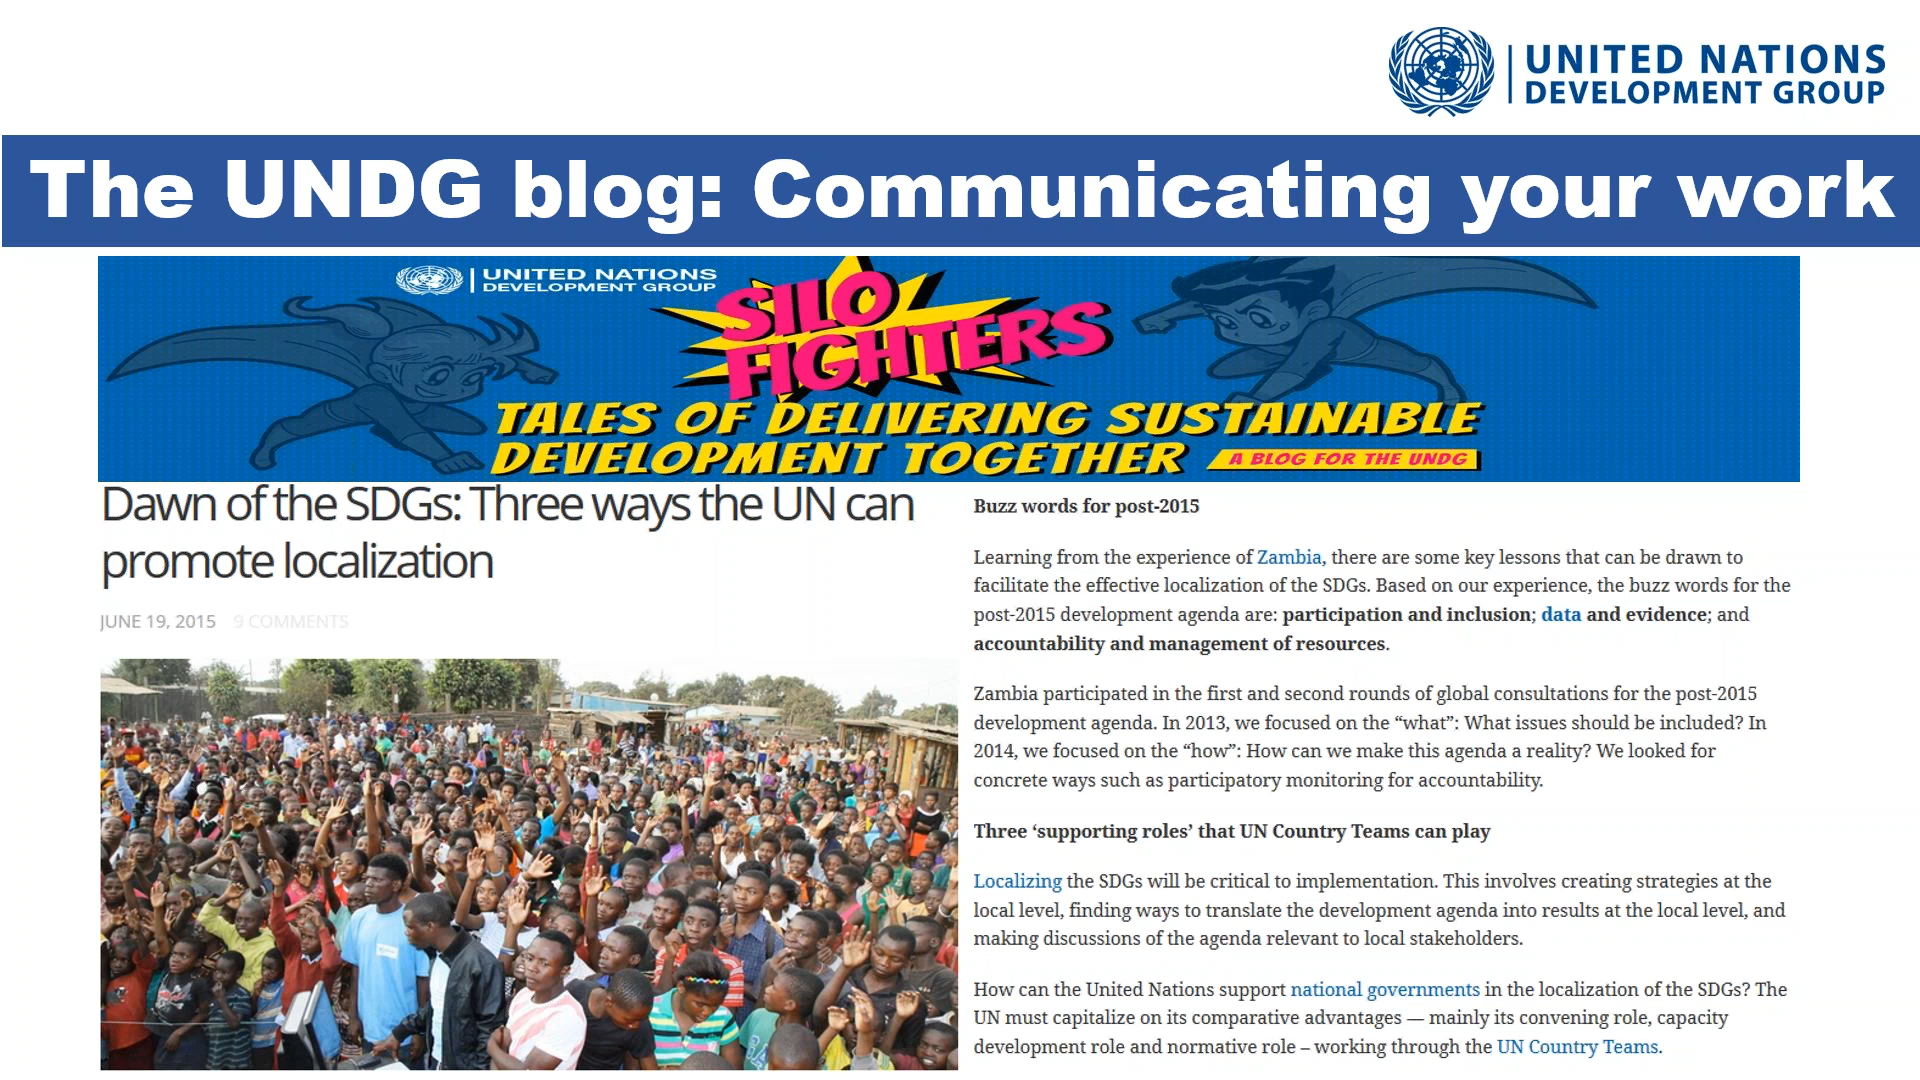 UNITED NATIONS
DEVELOPMENT GROUP
The UNDG blog: Communicating your work
UNITED NATIONS
DEVELOPMENT GROUP
SILO
FIGHTERS
TALES OF DELIVERING SUSTAINABLE
DEVELOPMENT TOGETHER
A BLOG FOR THE UNDG
Dawn of the SDGs: Three ways the UN can
promote localization
JUNE 19, 2015 9 COMMENTS
Buzz words for post-2015
Learning from the experience of Zambia, there are some key lessons that can be drawn to
facilitate the effective localization of the SDGs. Based on our experience, the buzz words for the
post-2015 development agenda are: participation and inclusion; data and evidence; and
accountability and management of resources.
Zambia participated in the first and second rounds of global consultations for the post-2015
development agenda. In 2013, we focused on the “what”: What issues should be included? In
2014, we focused on the “how”: How can we make this agenda a reality? We looked for
concrete ways such as participatory monitoring for accountability.
Three ‘supporting roles’ that UN Country Teams can play
Localizing the SDGs will be critical to implementation. This involves creating strategies at the
local level, finding ways to translate the development agenda into results at the local level, and
making discussions of the agenda relevant to local stakeholders.
How can the United Nations support national governments in the localization of the SDGs? The
UN must capitalize on its comparative advantages — mainly its convening role, capacity
development role and normative role – working through the UN Country Teams.